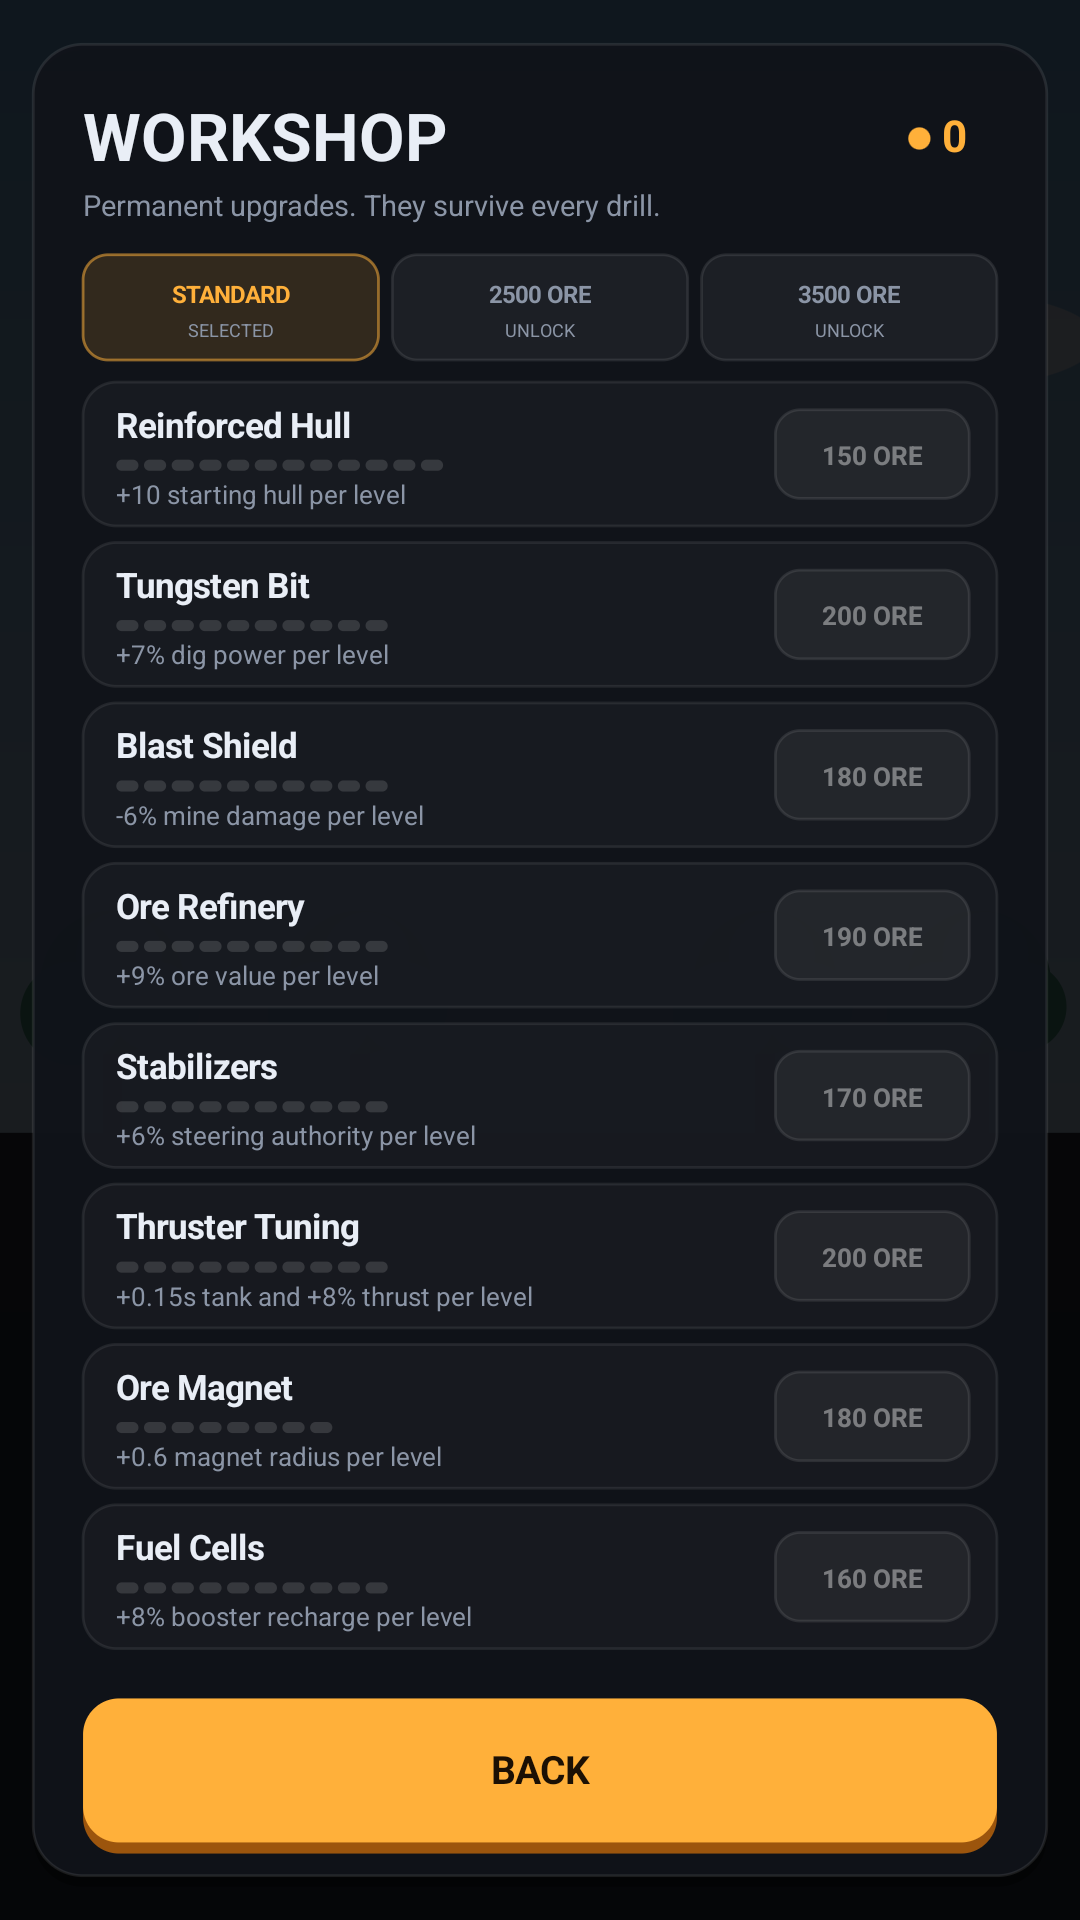 WORKSHOP
0
Permanent upgrades. They survive every drill.
STANDARD
SELECTED
2500 ORE
UNLOCK
3500 ORE
UNLOCK
Reinforced Hull
+10 starting hull per level
150 ORE
Tungsten Bit
+7% dig power per level
200 ORE
Blast Shield
-6% mine damage per level
180 ORE
Ore Refinery
+9% ore value per level
190 ORE
Stabilizers
+6% steering authority per level
170 ORE
Thruster Tuning
+0.15s tank and +8% thrust per level
200 ORE
Ore Magnet
+0.6 magnet radius per level
180 ORE
Fuel Cells
+8% booster recharge per level
160 ORE
BACK